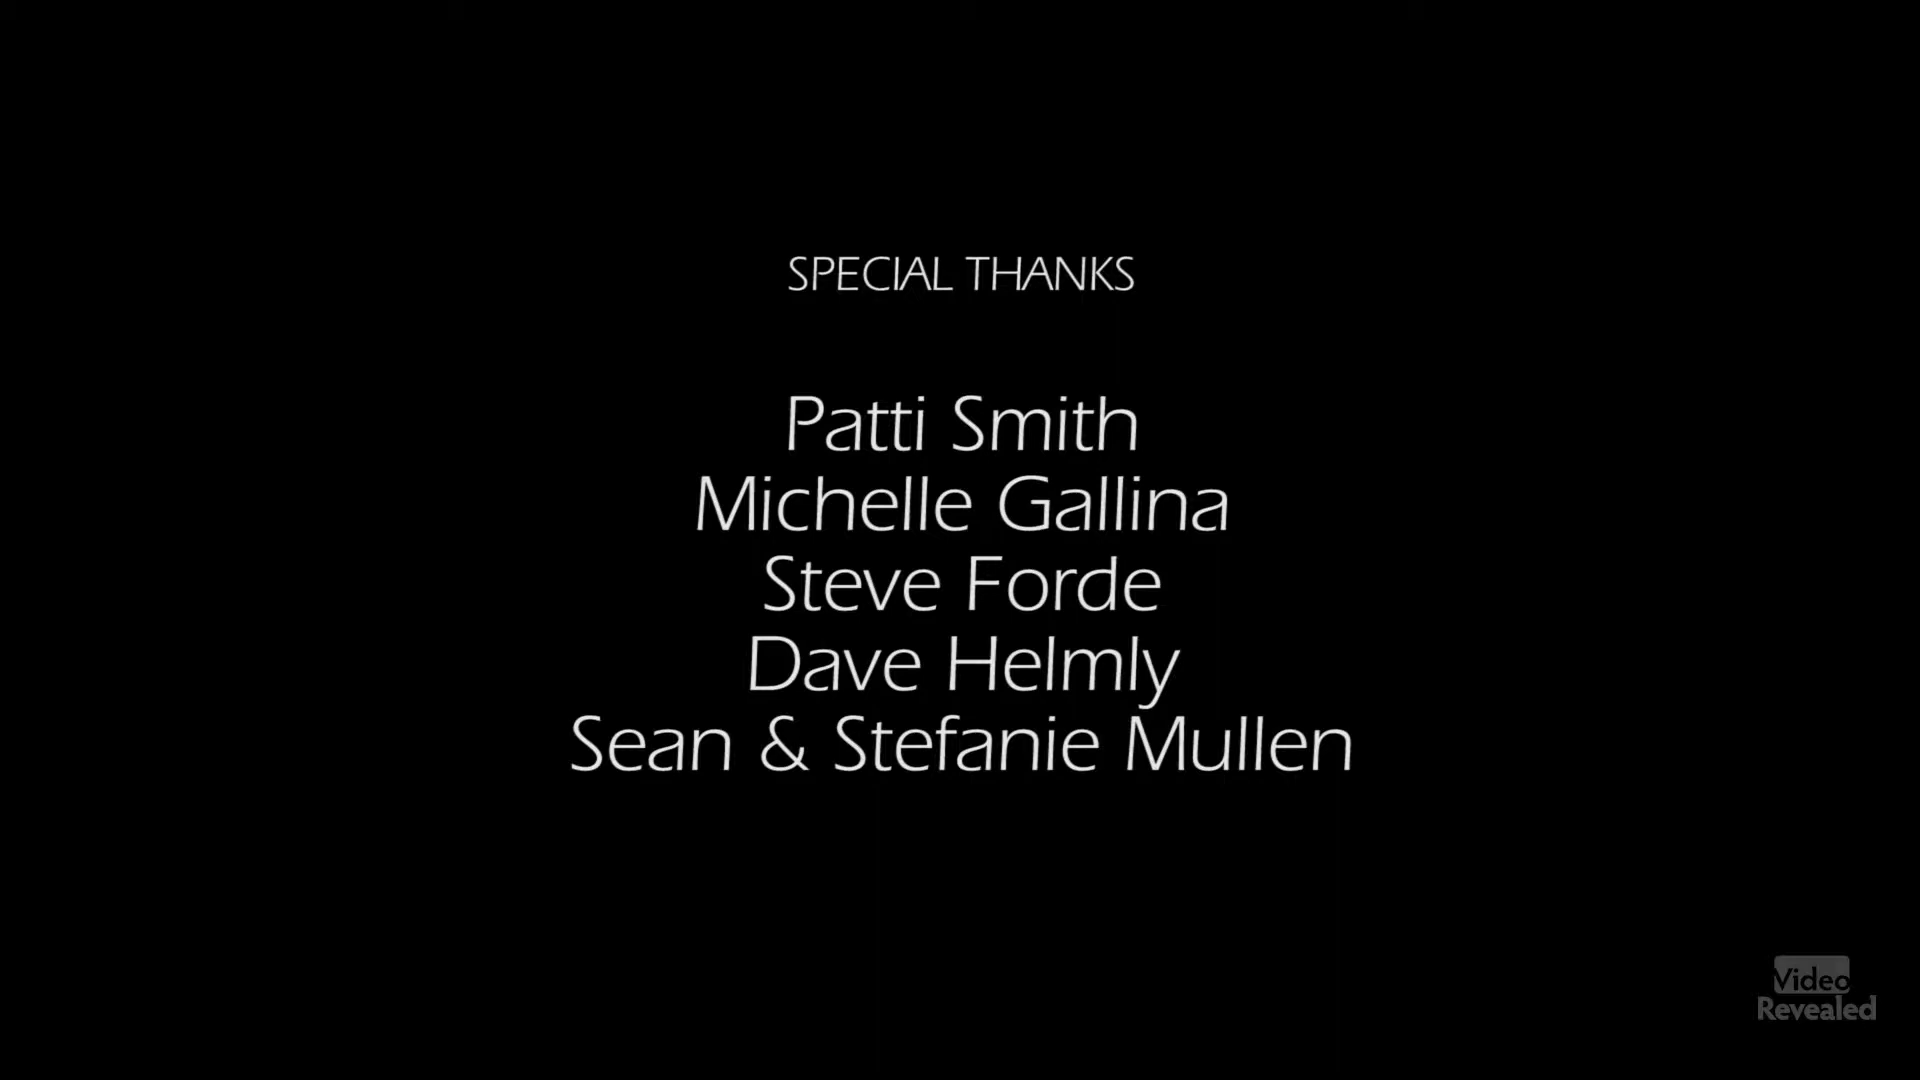 SPECIAL THANKS
Patti Smith
Michelle Gallina
Steve Forde
Dave Helmly
Sean & Stefanie Mullen
Video
Revealed